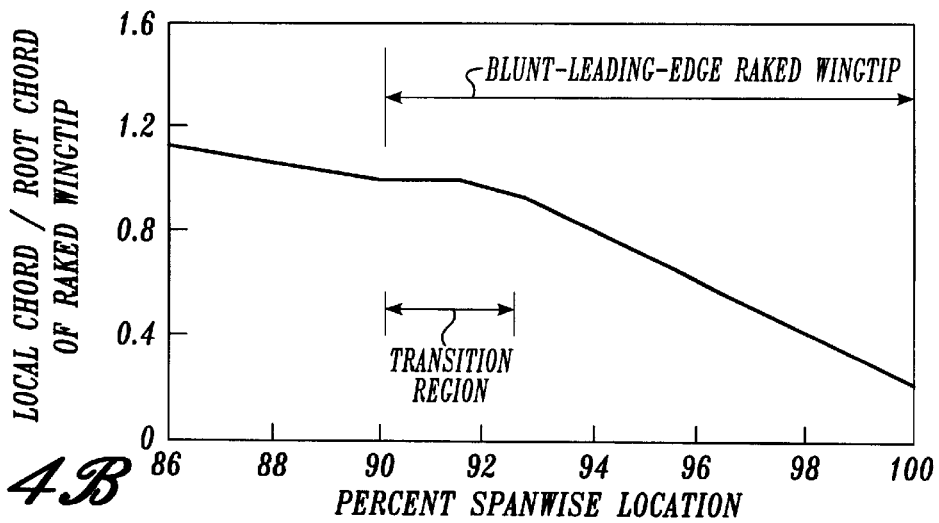 1.6
BLUNT-LEADING-EDGE RAKED WINGTIP
1.2
0.8
0.4
0
LOCAL CHORD / ROOT CHORD
OF RAKED WINGTIP
TRANSITION
REGION
86 88 90 92 94 96 98 100
PERCENT SPANWISE LOCATION
4B